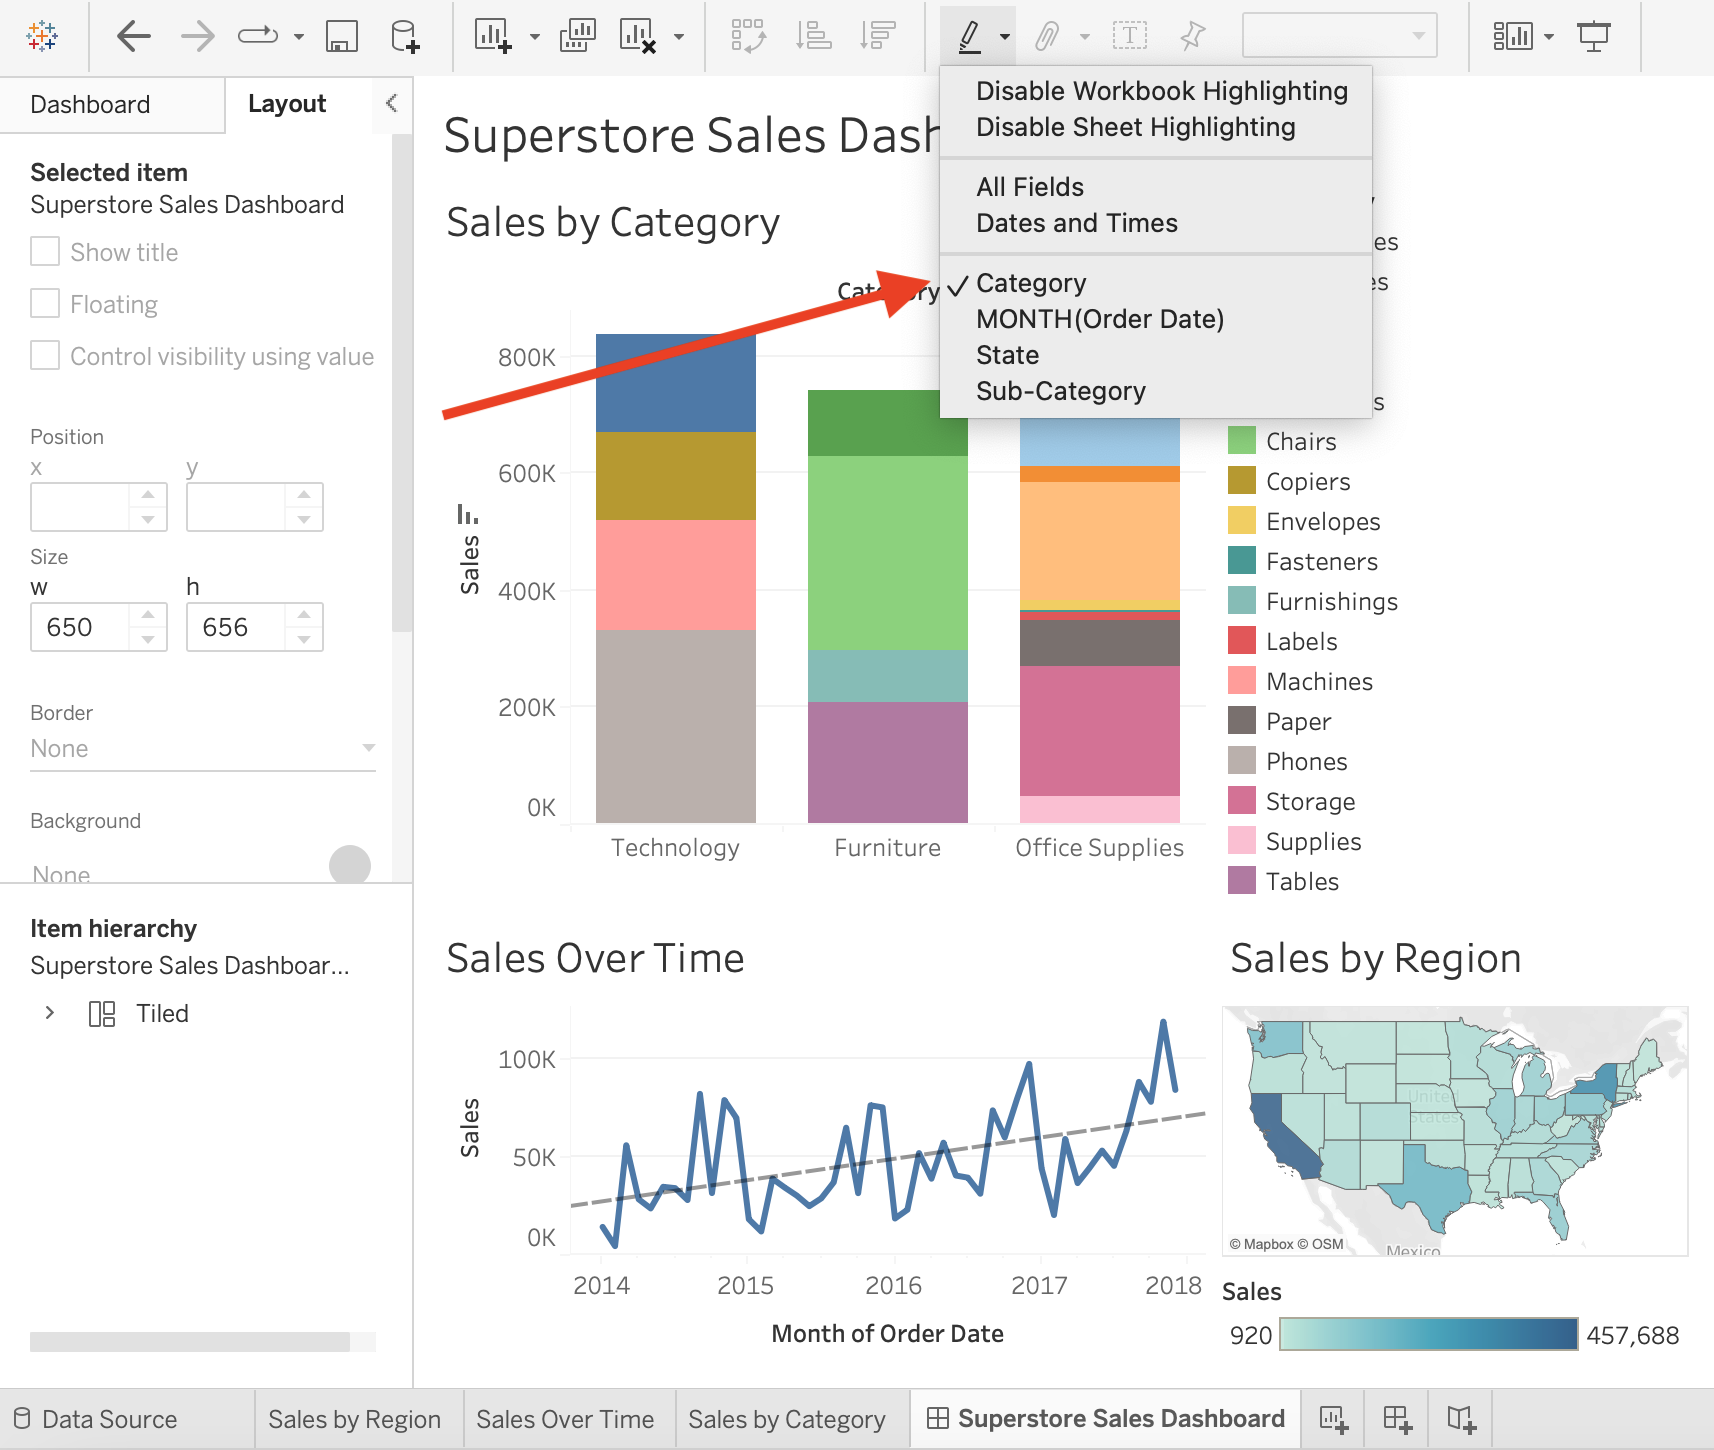 Dashboard
Layout
Selected item
Superstore Sales Dashboard
Show title
Floating
Control visibility using value
Position
x
y
Size
w
h
650
656
Border
None
Background
None
Item hierarchy
Superstore Sales Dashboar...
Tiled
Disable Workbook Highlighting
Disable Sheet Highlighting
All Fields
Dates and Times
✓ Category
MONTH(Order Date)
State
Sub-Category
Superstore Sales Dash
Sales by Category
Category
800K
600K
400K
200K
0K
Sales
Technology
Furniture
Office Supplies
es
s
s
Chairs
Copiers
Envelopes
Fasteners
Furnishings
Labels
Machines
Paper
Phones
Storage
Supplies
Tables
Sales Over Time
100K
50K
0K
Sales
2014
2015
2016
2017
2018
Month of Order Date
Sales by Region
United
States
Mexico
© Mapbox © OSM
Sales
920
457,688
Data Source
Sales by Region
Sales Over Time
Sales by Category
Superstore Sales Dashboard